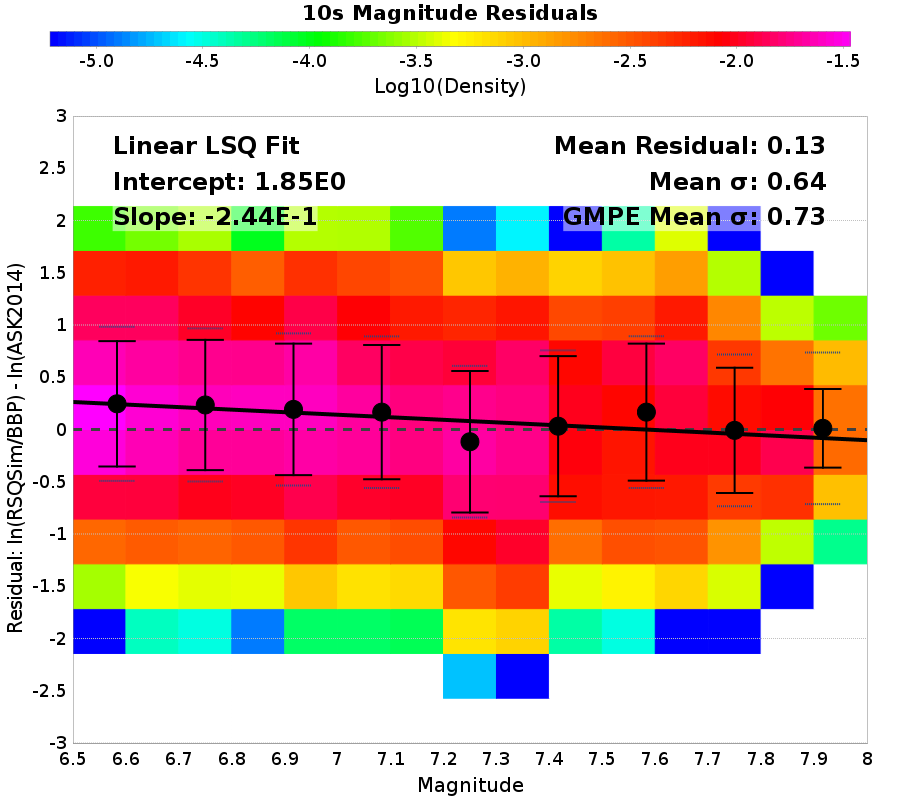 10s Magnitude Residuals
-5.0 -4.5 -4.0 -3.5 -3.0 -2.5 -2.0 -1.5
Log10(Density)
Linear LSQ Fit
Intercept: 1.85E0
Slope: -2.44E-1
Mean Residual: 0.13
Mean σ: 0.64
GMPE Mean σ: 0.73
Residual: ln(RSQSim/BBP) - ln(ASK2014)
3
2.5
2
1.5
1
0.5
0
-0.5
-1
-1.5
-2
-2.5
-3
6.5 6.6 6.7 6.8 6.9 7 7.1 7.2 7.3 7.4 7.5 7.6 7.7 7.8 7.9 8
Magnitude